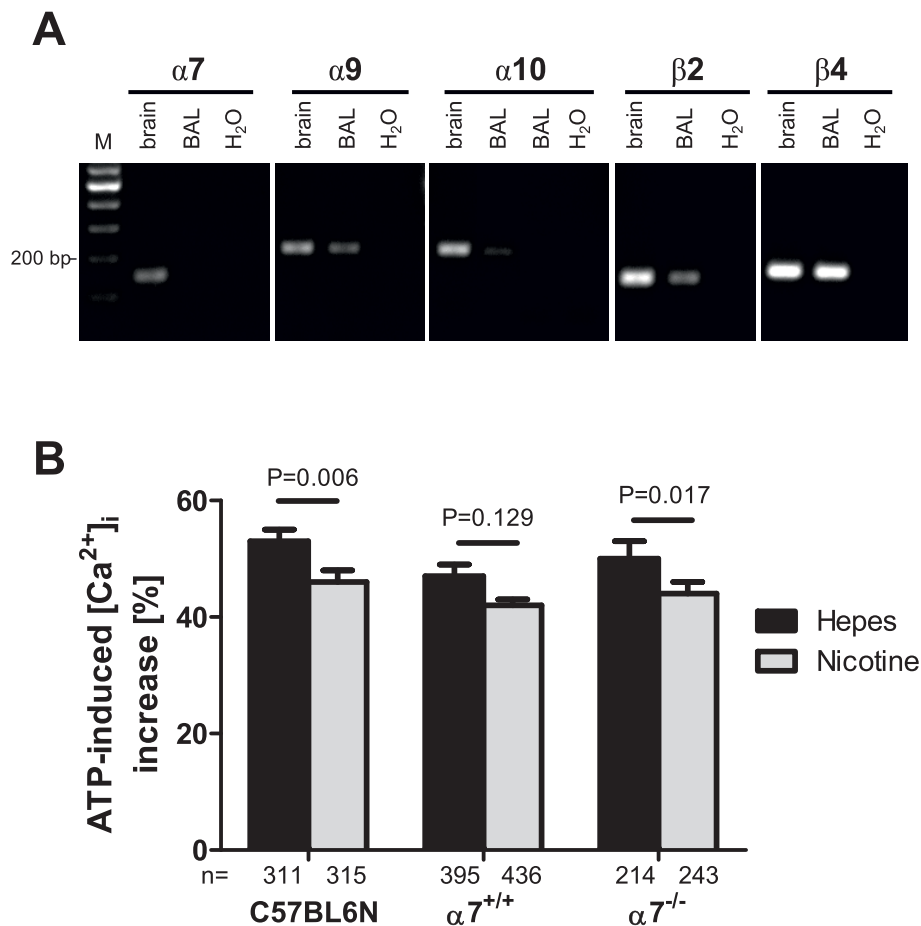 A
α7 α9 α10 β2 β4
M brain BAL H₂O brain BAL H₂O brain BAL BAL H₂O brain BAL H₂O brain BAL H₂O
200 bp-
B
ATP-induced [Ca²⁺]ᵢ
increase [%]
60
40
20
0
P=0.006
P=0.129
P=0.017
Hepes
Nicotine
n= 311 315 395 436 214 243
C57BL6N α7⁺/⁺ α7⁻/⁻